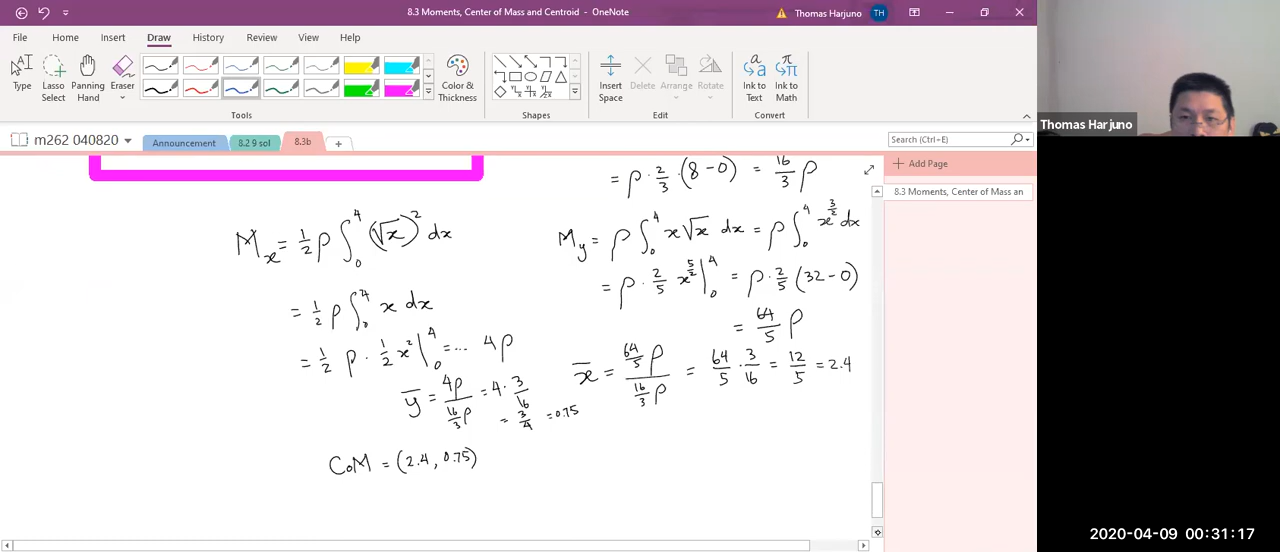 8.3 Moments, Center of Mass and Centroid - OneNote
Thomas Harjuno TH
File Home Insert Draw History Review View Help
Type Lasso Select Panning Hand Eraser
Color & Thickness
Insert Space Delete Arrange Rotate
Ink to Text Ink to Math
Tools Shapes Edit Convert
Thomas Harjuno
m262 040820 Announcement 8.2 9 sol 8.3b
Search (Ctrl+E)
Add Page
8.3 Moments, Center of Mass an
= ρ · 2/3 · (8 - 0) = 16/3 ρ
M_x = 1/2 ρ ∫_0^4 (√x)^2 dx
= 1/2 ρ ∫_0^4 x dx
= 1/2 ρ · 1/2 x^2 |_0^4 = ... 4ρ
ȳ = 4ρ / (16/3 ρ) = 4 · 3/16
= 3/4 = 0.75
M_y = ρ ∫_0^4 x √x dx = ρ ∫_0^4 x^(3/2) dx
= ρ · 2/5 x^(5/2) |_0^4 = ρ · 2/5 (32 - 0)
= 64/5 ρ
x̄ = (64/5 ρ) / (16/3 ρ) = 64/5 · 3/16 = 12/5 = 2.4
CoM = (2.4, 0.75)
2020-04-09 00:31:17